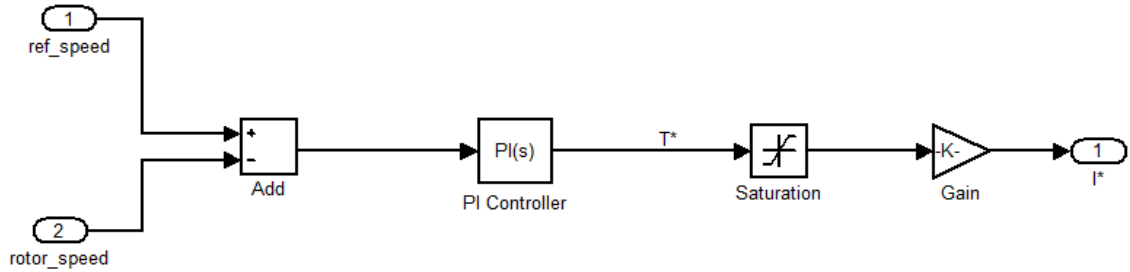 1
ref_speed
+
−
Add
PI(s)
PI Controller
T*
Saturation
-K-
Gain
1
I*
2
rotor_speed